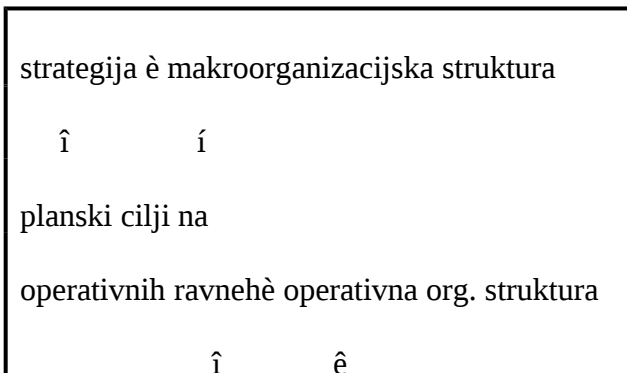 strategija è makroorganizacijska struktura
î í
planski cilji na
operativnih ravnehè operativna org. struktura
î ê